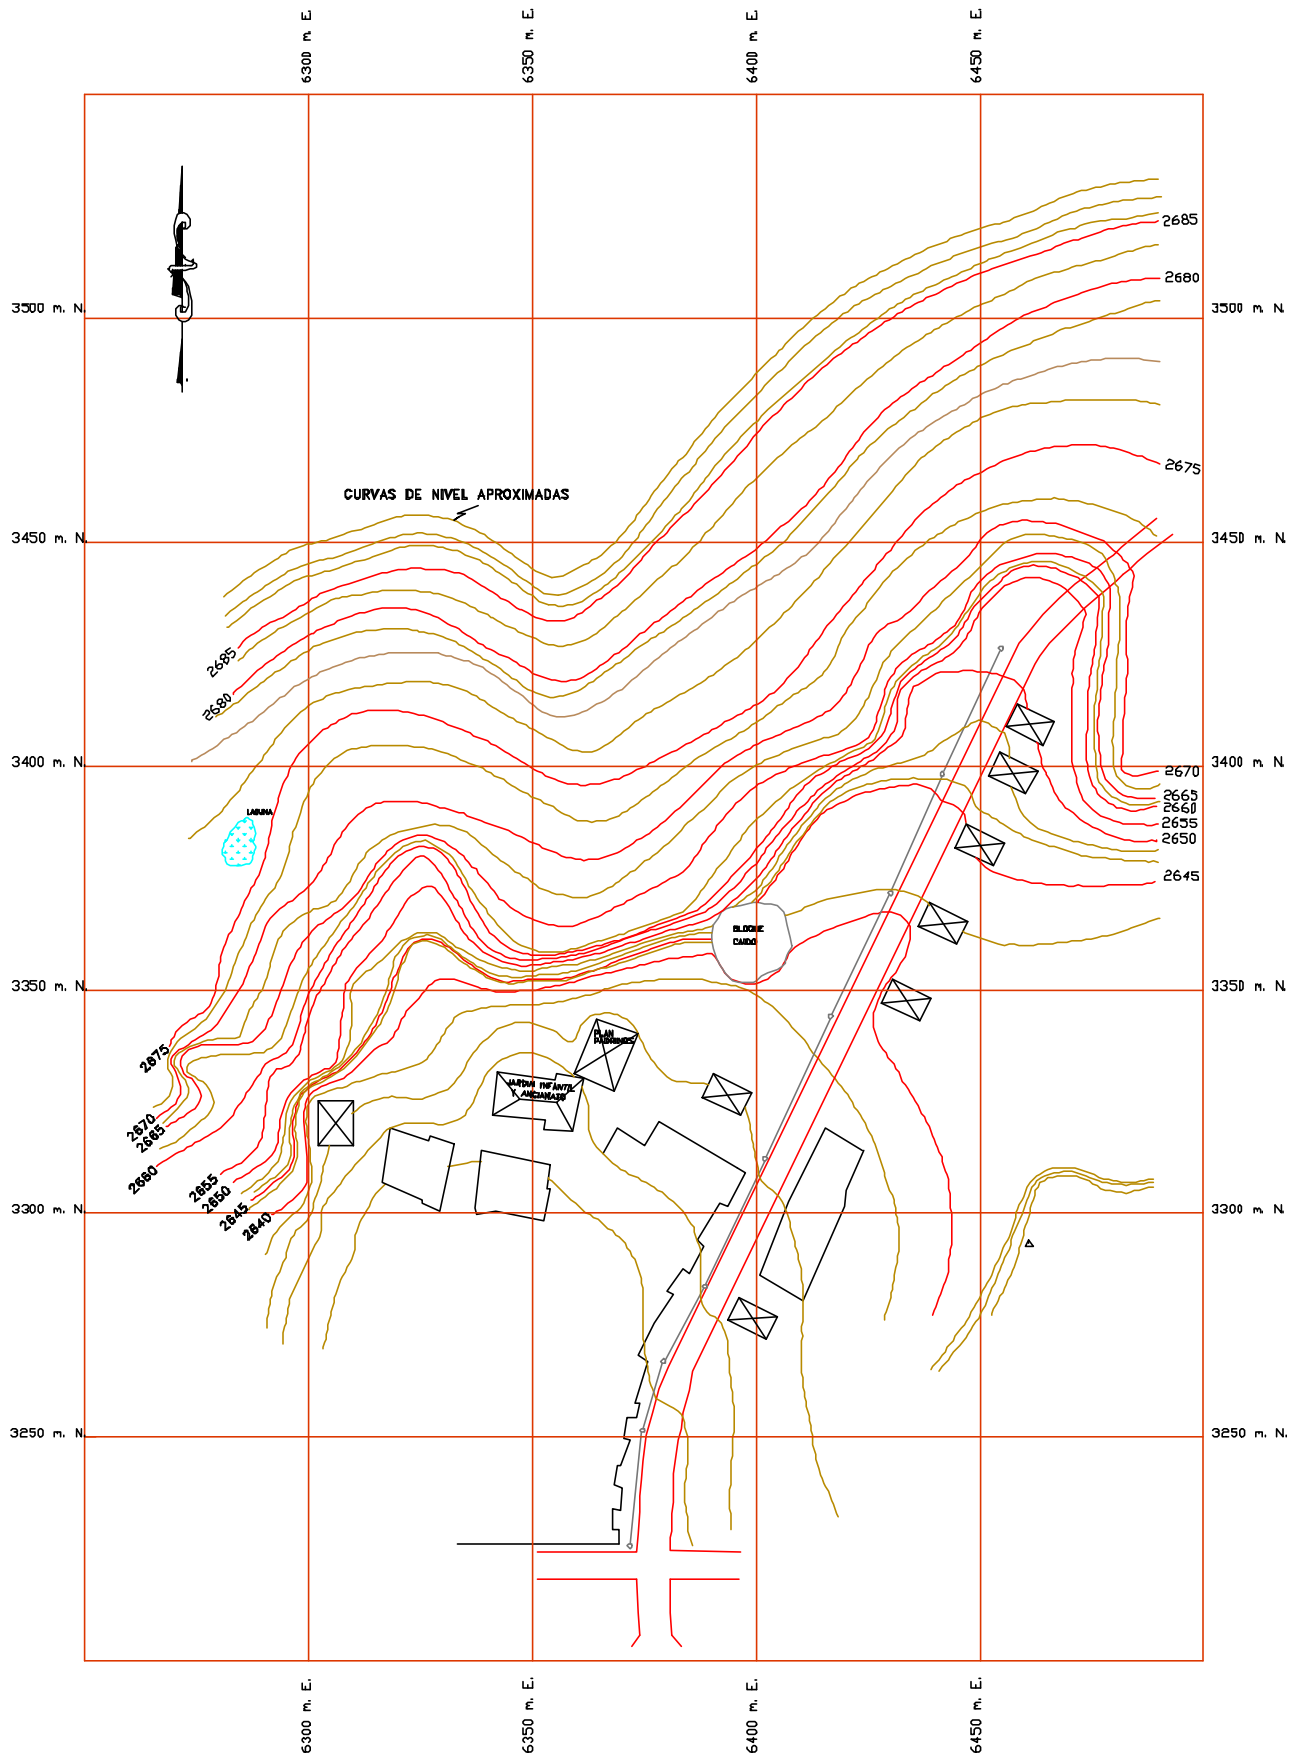 6300 m. E.
6350 m. E.
6400 m. E.
6450 m. E.
2685
2680
3500 m. N.
3500 m. N.
2675
CURVAS DE NIVEL APROXIMADAS
3450 m. N.
3450 m. N.
2685
2680
3400 m. N.
3400 m. N.
2670
2665
2660
2655
2650
2645
LAGUNA
BLOQUE
CAIDO
3350 m. N.
3350 m. N.
PLAN
PADRINOS
JARDIN INFANTIL
Y ANCIANATO
2675
2670
2665
2660
2655
2650
2645
2640
3300 m. N.
3300 m. N.
3250 m. N.
3250 m. N.
6300 m. E.
6350 m. E.
6400 m. E.
6450 m. E.